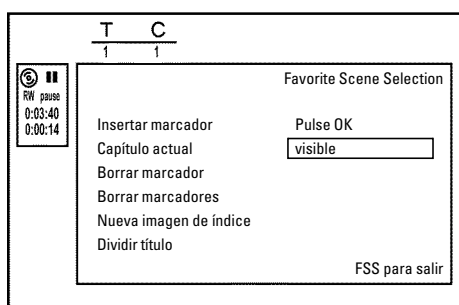 T C
1 1
RW pause
0:03:40
0:00:14
Favorite Scene Selection
Insertar marcador Pulse OK
Capítulo actual visible
Borrar marcador
Borrar marcadores
Nueva imagen de índice
Dividir título
FSS para salir